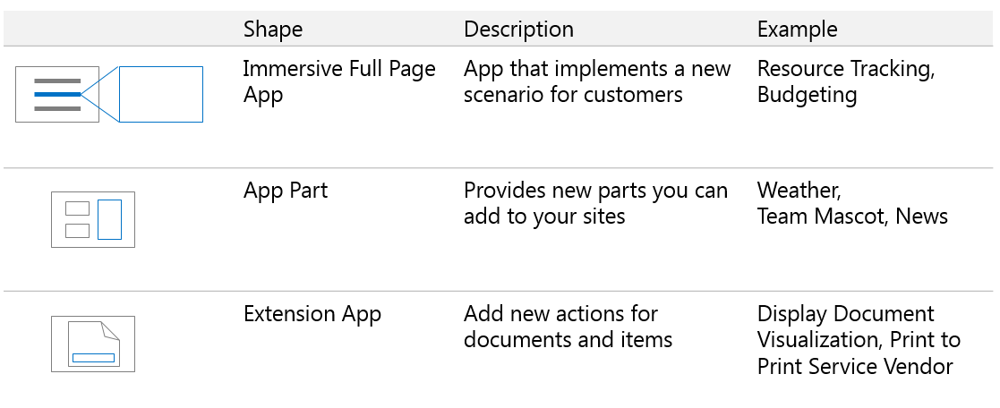 Shape Description Example
Immersive Full Page App that implements a new Resource Tracking,
App scenario for customers Budgeting
App Part Provides new parts you can Weather,
add to your sites Team Mascot, News
Extension App Add new actions for Display Document
documents and items Visualization, Print to
Print Service Vendor